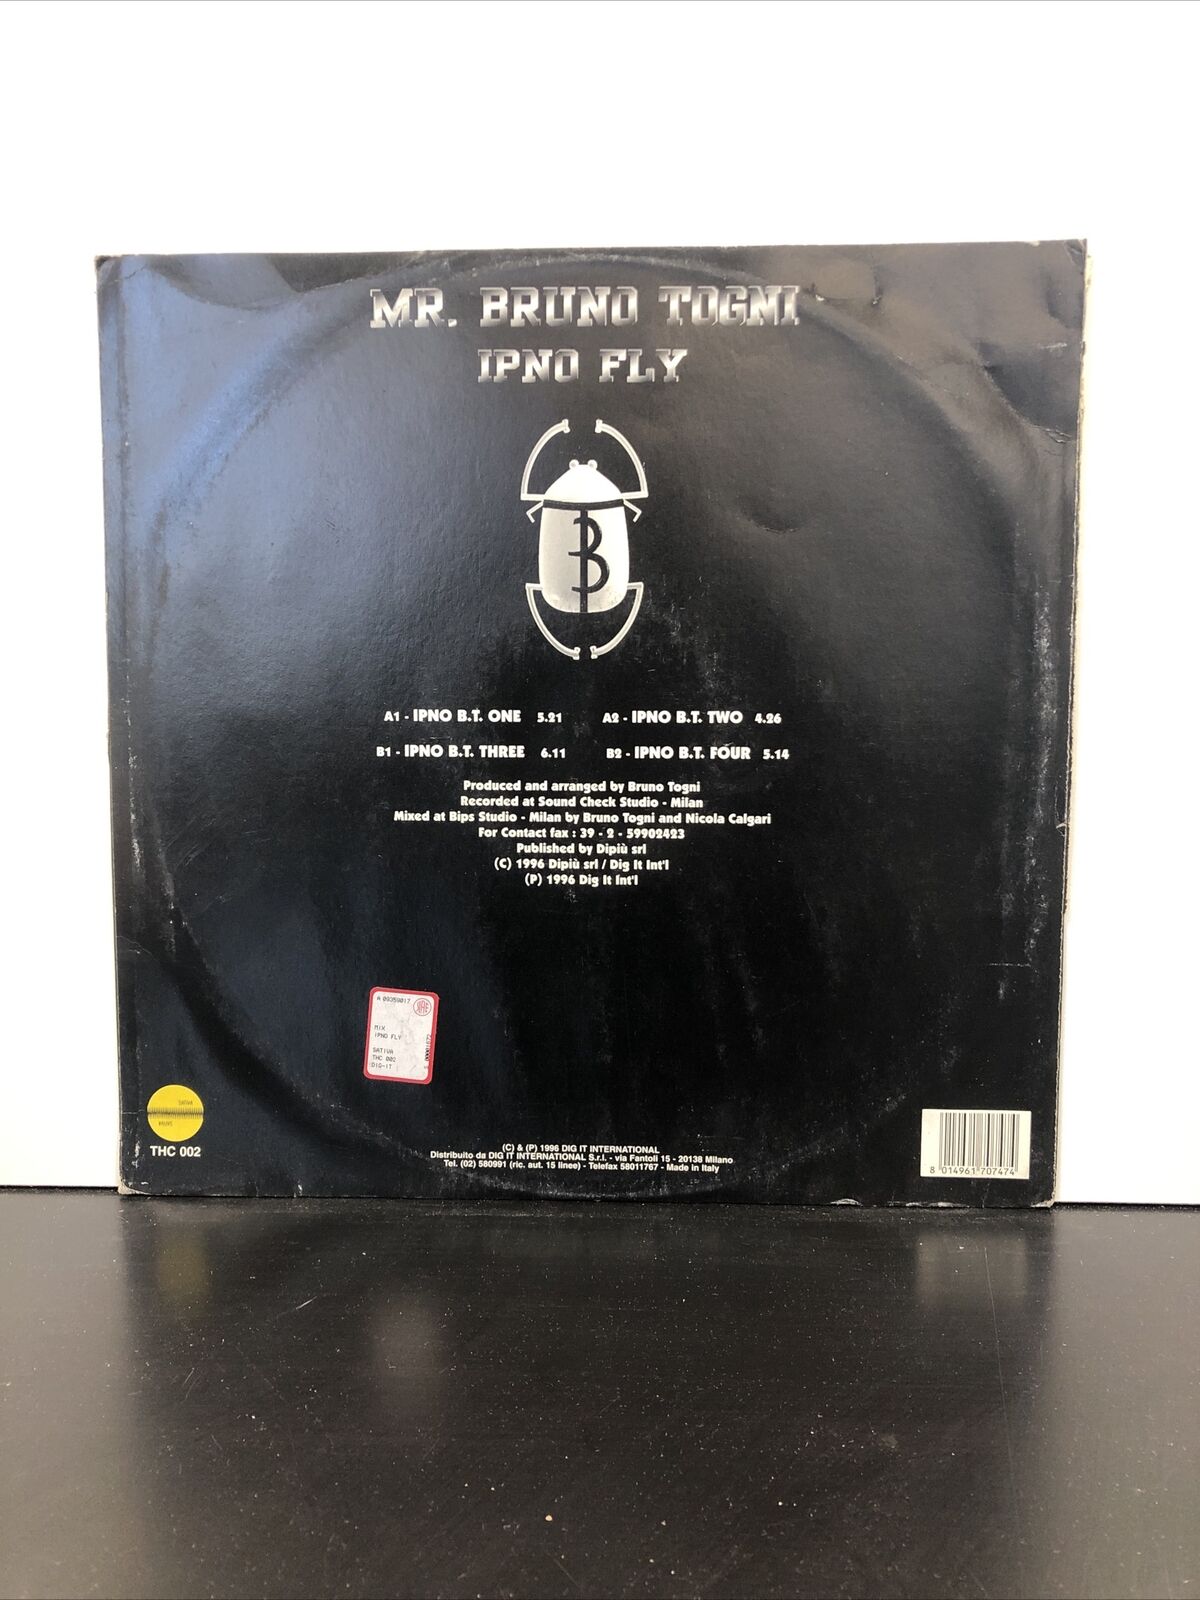 MR. BRUNO TOGNI
IPNO FLY
B
A1 - IPNO B.T. ONE 5.21 A2 - IPNO B.T. TWO 4.26
B1 - IPNO B.T. THREE 6.11 B2 - IPNO B.T. FOUR 5.14
Produced and arranged by Bruno Togni
Recorded at Sound Check Studio - Milan
Mixed at Bips Studio - Milan by Bruno Togni and Nicola Calgari
For Contact fax : 39 - 2 - 59902423
Published by Dipiù srl
(C) 1996 Dipiù srl / Dig It Int'l
(P) 1996 Dig It Int'l
A 09359017
MIX
IPNO FLY
SATIVA
THC 002
DIG-IT
SATIVA
THC 002
(C) & (P) 1996 DIG IT INTERNATIONAL
Distribuito da DIG IT INTERNATIONAL S.r.l. - via Fantoli 15 - 20138 Milano
Tel. (02) 580991 (ric. aut. 15 linee) - Telefax 58011767 - Made in Italy
8 014961 707474